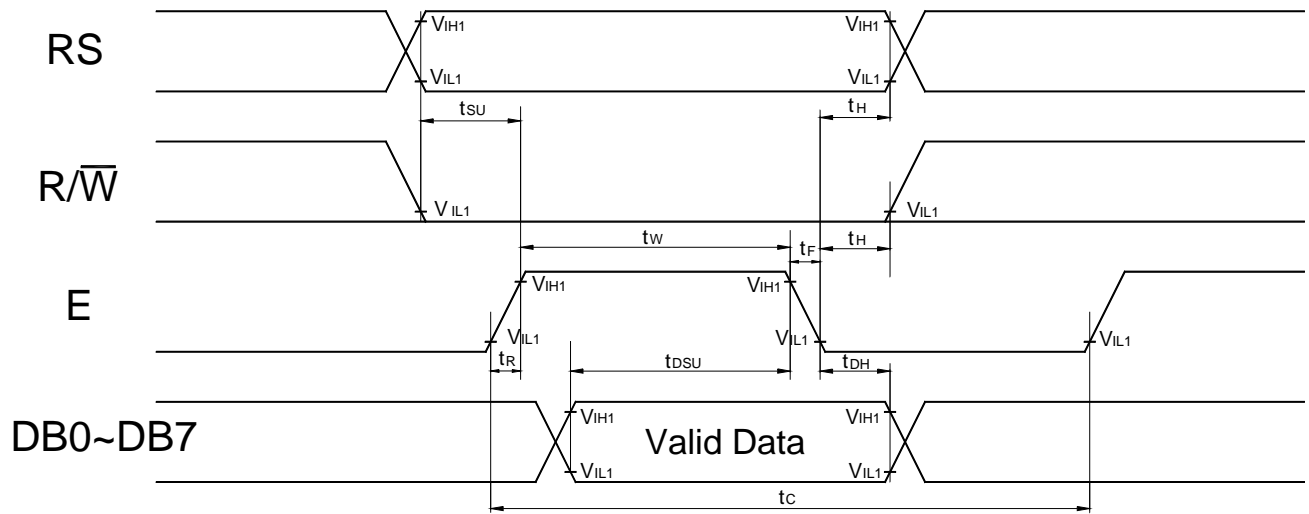 RS
VIH1
VIH1
VIL1
VIL1
tSU
tH
R/W̅
VIL1
VIL1
tW
tF
tH
E
VIH1
VIH1
VIL1
VIL1
VIL1
tR
tDSU
tDH
DB0~DB7
VIH1
VIH1
Valid Data
VIL1
VIL1
tC